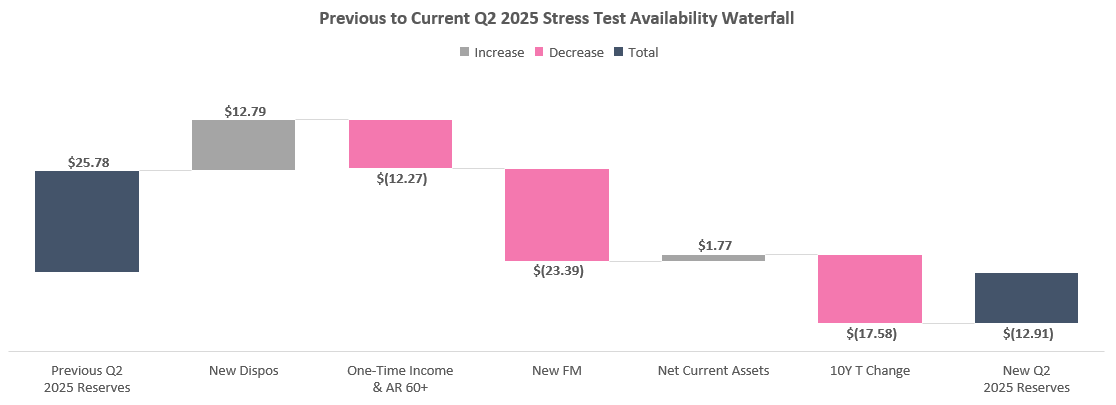 Previous to Current Q2 2025 Stress Test Availability Waterfall
Increase Decrease Total
$12.79
$25.78
$(12.27)
$1.77
$(23.39)
$(17.58)
$(12.91)
Previous Q2
2025 Reserves
New Dispos
One-Time Income
& AR 60+
New FM
Net Current Assets
10Y T Change
New Q2
2025 Reserves